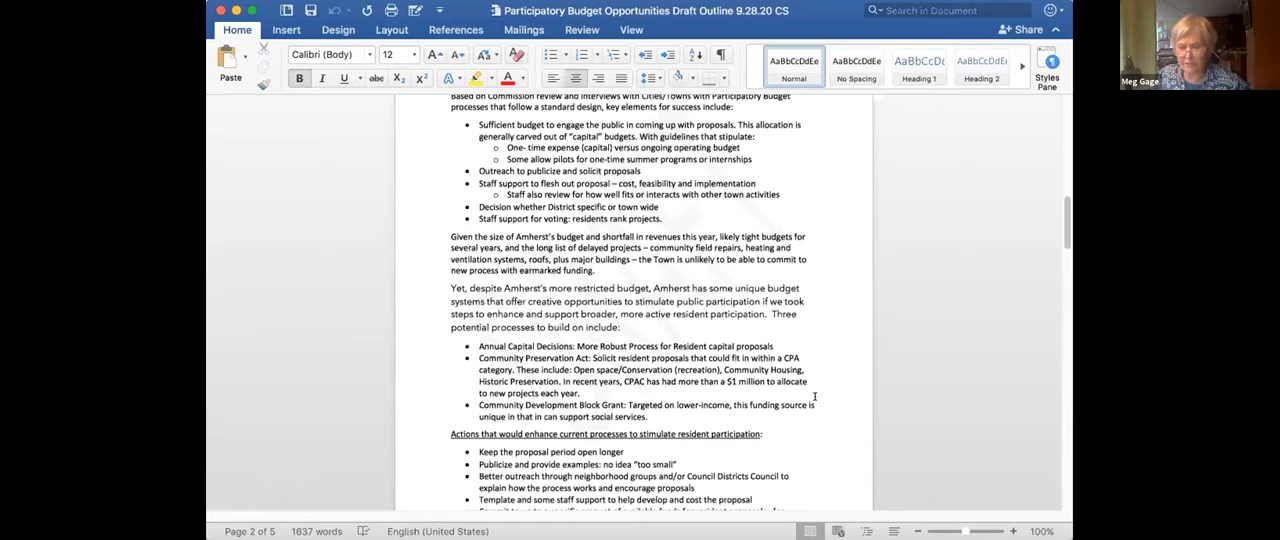 Participatory Budget Opportunities Draft Outline 9.28.20 CS
Search in Document
Home Insert Design Layout References Mailings Review View Share
Paste
Calibri (Body) 12
AaBbCcDdEe AaBbCcDdEe AaBbCcDc AaBbCcDdEe
Normal No Spacing Heading 1 Heading 2 Styles
Pane
Meg Gage
Based on Commission review and interviews with Cities/Towns with Participatory Budget
processes that follow a standard design, key elements for success include:
• Sufficient budget to engage the public in coming up with proposals. This allocation is
generally carved out of "capital" budgets. With guidelines that stipulate:
o One- time expense (capital) versus ongoing operating budget
o Some allow pilots for one-time summer programs or internships
• Outreach to publicize and solicit proposals
• Staff support to flesh out proposal – cost, feasibility and implementation
o Staff also review for how well fits or interacts with other town activities
• Decision whether District specific or town wide
• Staff support for voting: residents rank projects.
Given the size of Amherst's budget and shortfall in revenues this year, likely tight budgets for
several years, and the long list of delayed projects – community field repairs, heating and
ventilation systems, roofs, plus major buildings – the Town is unlikely to be able to commit to
new process with earmarked funding.
Yet, despite Amherst's more restricted budget, Amherst has some unique budget
systems that offer creative opportunities to stimulate public participation if we took
steps to enhance and support broader, more active resident participation. Three
potential processes to build on include:
• Annual Capital Decisions: More Robust Process for Resident capital proposals
• Community Preservation Act: Solicit resident proposals that could fit in within a CPA
category. These include: Open space/Conservation (recreation), Community Housing,
Historic Preservation. In recent years, CPAC has had more than a $1 million to allocate
to new projects each year.
• Community Development Block Grant: Targeted on lower-income, this funding source is
unique in that in can support social services.
Actions that would enhance current processes to stimulate resident participation:
• Keep the proposal period open longer
• Publicize and provide examples: no idea "too small"
• Better outreach through neighborhood groups and/or Council Districts Council to
explain how the process works and encourage proposals
• Template and some staff support to help develop and cost the proposal
Page 2 of 5 1637 words English (United States) 100%